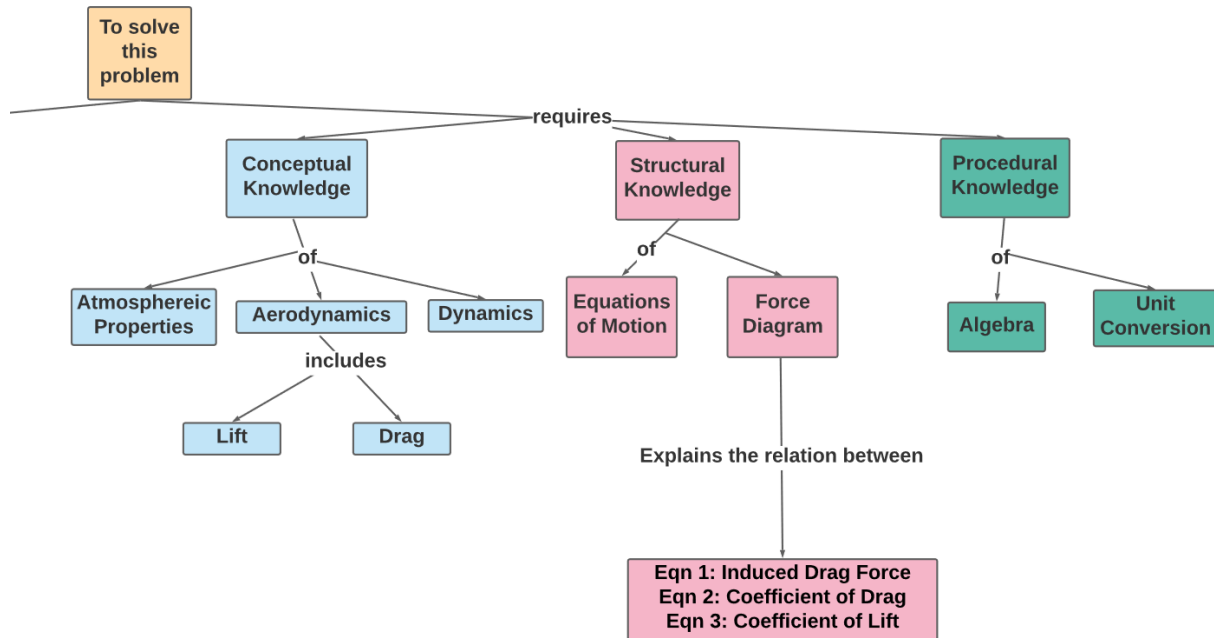 To solve
this
problem
requires
Conceptual
Knowledge
Structural
Knowledge
Procedural
Knowledge
of
of
of
Atmosphereic
Properties
Aerodynamics
Dynamics
Equations
of Motion
Force
Diagram
Algebra
Unit
Conversion
includes
Lift
Drag
Explains the relation between
Eqn 1: Induced Drag Force
Eqn 2: Coefficient of Drag
Eqn 3: Coefficient of Lift